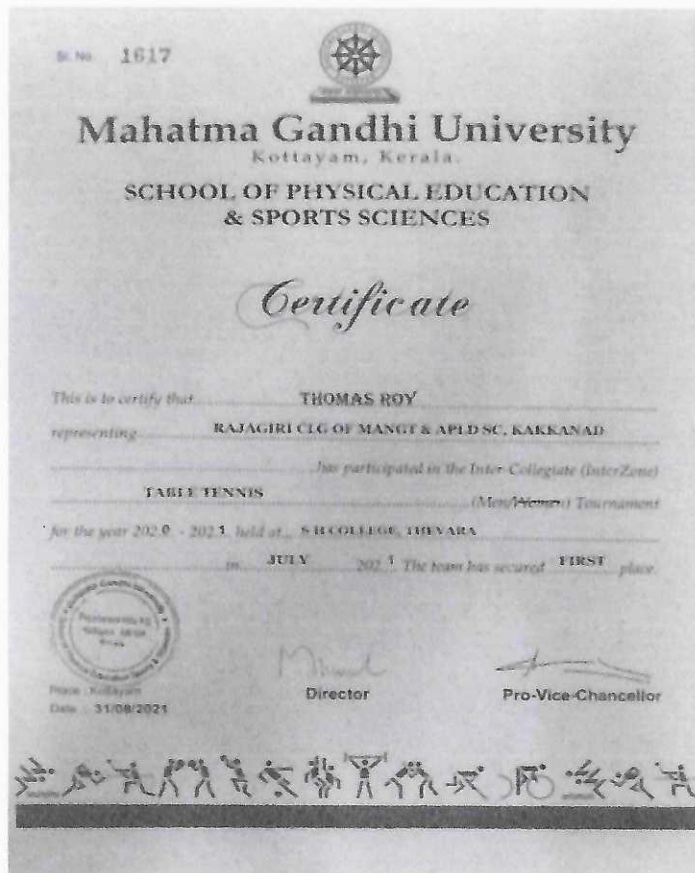 Sl. No 1617
Mahatma Gandhi University
Kottayam, Kerala.
SCHOOL OF PHYSICAL EDUCATION
& SPORTS SCIENCES
Certificate
This is to certify that THOMAS ROY
representing RAJAGIRI CLG OF MANGT & APLD SC, KAKKANAD
has participated in the Inter-Collegiate (InterZone)
TABLE TENNIS (Men/Women) Tournament
for the year 2020 - 2021 held at S H COLLEGE, THEVARA
in JULY 2021 The team has secured FIRST place.
Director
Pro-Vice-Chancellor
Place : Kottayam
Date : 31/08/2021